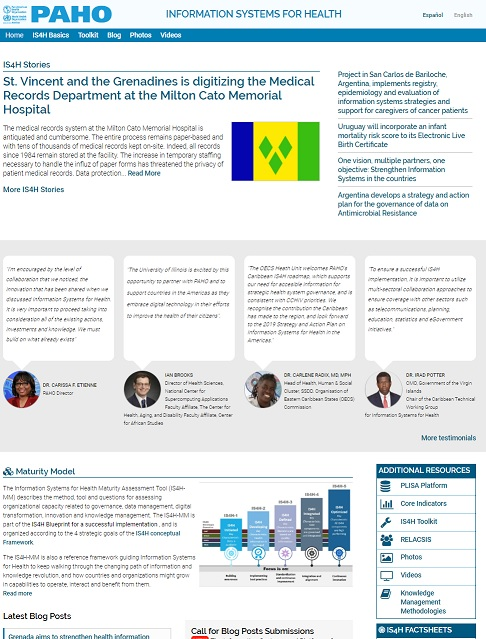 PAHO
INFORMATION SYSTEMS FOR HEALTH
Español English
Home IS4H Basics Toolkit Blog Photos Videos
IS4H Stories
St. Vincent and the Grenadines is digitizing the Medical
Records Department at the Milton Cato Memorial
Hospital
The medical records system at the Milton Cato Memorial Hospital is
antiquated and cumbersome. The entire process remains paper-based and
with tens of thousands of medical records kept on-site. Indeed, all records
since 1984 remain stored at the facility. The increase in temporary staffing
necessary to handle the influz of paper forms has threatened the privacy of
patient medical records. Data protection... Read More
More IS4H Stories
Project in San Carlos de Bariloche,
Argentina, implements registry,
epidemiology and evaluation of
information systems strategies and
support for caregivers of cancer patients
Uruguay will incorporate an infant
mortality risk score to its Electronic Live
Birth Certificate
One vision, multiple partners, one
objective: Strengthen Information
Systems in the countries
Argentina develops a strategy and action
plan for the governance of data on
Antimicrobial Resistance
"I'm encouraged by the level of
collaboration that we noticed, the
innovation that has been shared when we
discussed Information Systems for Health.
It is very important to proceed taking into
consideration all of the existing actions,
investments and knowledge. We must
build on what already exists"
DR. CARISSA F. ETIENNE
PAHO Director
"The University of Illinois is excited by this
opportunity to partner with PAHO and to
support countries in the Americas as they
embrace digital technology in their efforts
to improve the health of their citizens".
IAN BROOKS
Director of Health Sciences,
National Center for
Supercomputing Applications
Faculty Affiliate, The Center for
Health, Aging, and Disability Faculty Affiliate, Center
for African Studies
"The OECS Health Unit welcomes PAHO's
Caribbean IS4H roadmap, which supports
our need for accessible information for
strategic health system governance, and is
consistent with CCHIV priorities. We
recognise the contribution the Caribbean
has made to the region, and look forward
to the 2019 Strategy and Action Plan on
Information Systems for Health in the
Americas."
DR. CARLENE RADIX, MD, MPH
Head of Health, Human & Social
Cluster, SSDD, Organisation of
Eastern Caribbean States (OECS)
Commission
"To ensure a successful IS4H
implementation, it is important to utilize
multi-sectoral collaboration approaches to
ensure coverage with other sectors such
as telecommunications, planning,
education, statistics and eGovernment
initiatives."
DR. IRAD POTTER
CMO, Government of the Virgin
Islands
Chair of the Caribbean Technical
Working Group
for Information Systems for Health
More testimonials
Maturity Model
The Information Systems for Health Maturity Assessment Tool (IS4H-
MM) describes the method, tool and questions for assessing
organizational capacity related to governance, data management, digital
transformation, innovation and knowledge management. The IS4H-MM is
part of the IS4H Blueprint for a successful implementation , and is
organized according to the 4 strategic goals of the IS4H conceptual
Framework.
The IS4H-MM is also a reference framework guiding Information Systems
for Health to keep walking through the changing path of information and
knowledge revolution, and how countries and organizations might grow
in capabilities to operate, interact and benefit from them.
Read more
IS4H-1 IS4H-2 IS4H-3 IS4H-4 IS4H-5
Focus is on:
ADDITIONAL RESOURCES
PLISA Platform
Core Indicators
IS4H Toolkit
RELACSIS
Photos
Videos
Knowledge
Management
Methodologies
IS4H FACTSHEETS
Latest Blog Posts
Grenada aims to strengthen health information
Call for Blog Posts Submissions